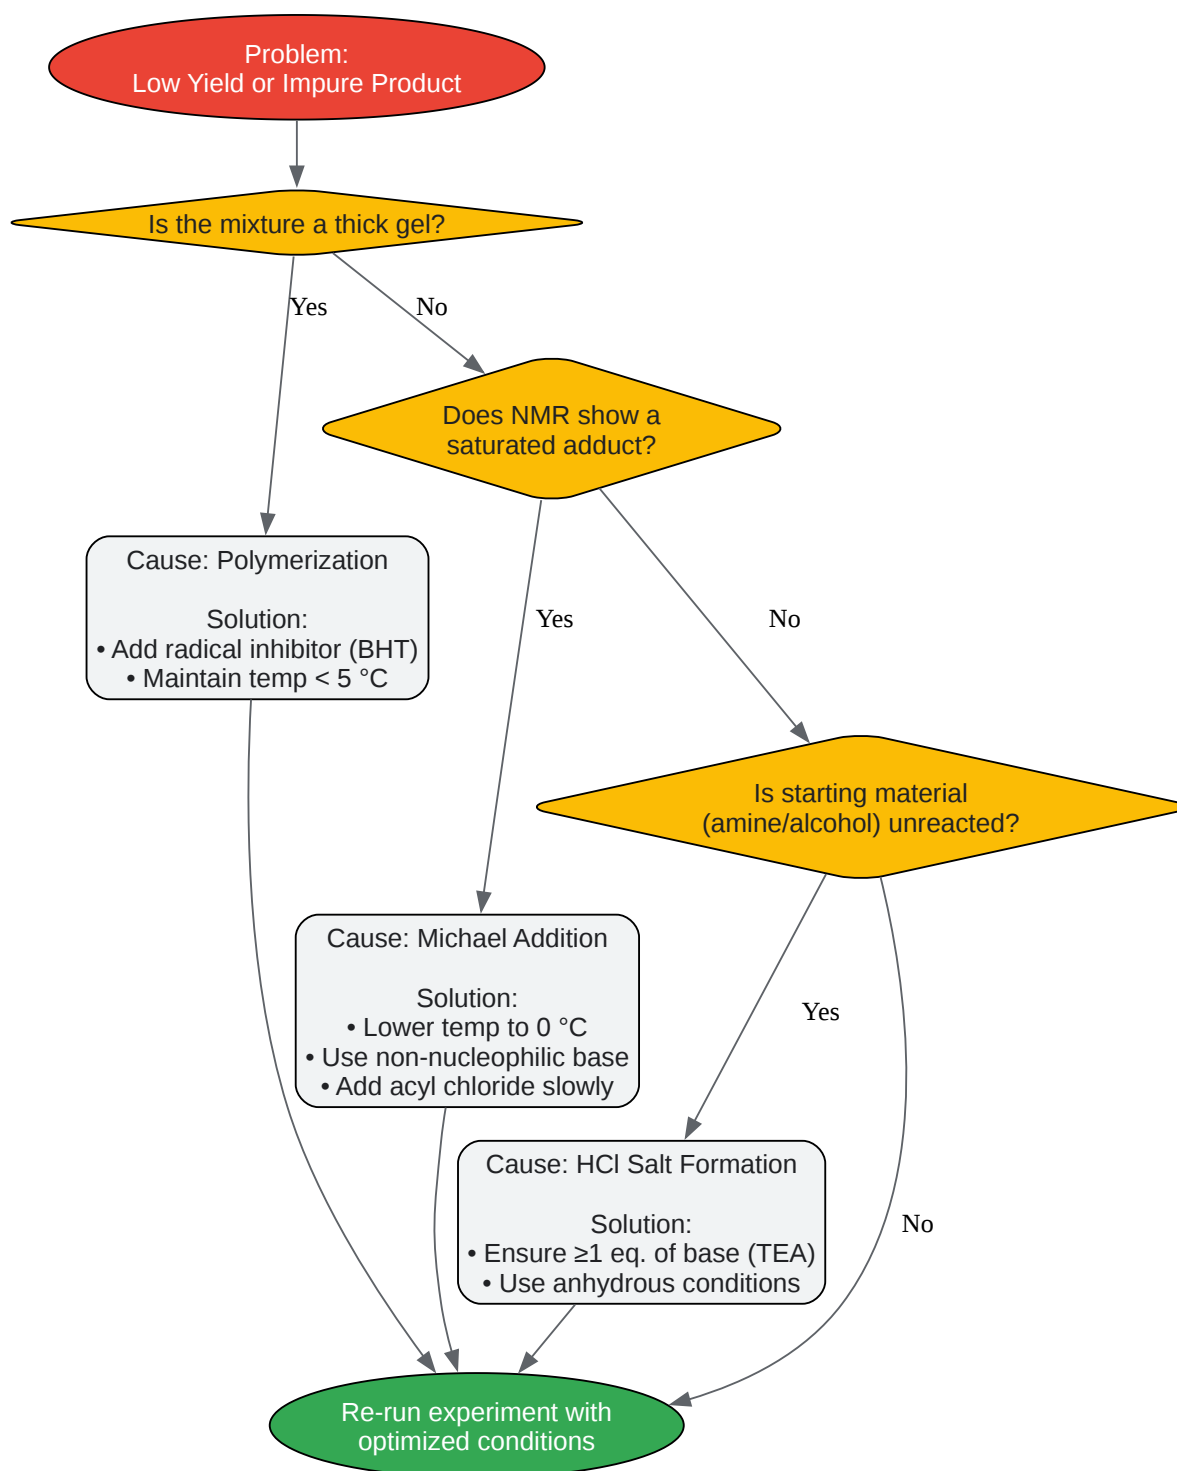 Problem:
Low Yield or Impure Product
Is the mixture a thick gel?
Yes
No
Does NMR show a
saturated adduct?
Cause: Polymerization
Solution:
• Add radical inhibitor (BHT)
• Maintain temp < 5 °C
Yes
No
Is starting material
(amine/alcohol) unreacted?
Cause: Michael Addition
Solution:
• Lower temp to 0 °C
• Use non-nucleophilic base
• Add acyl chloride slowly
Yes
Cause: HCl Salt Formation
Solution:
• Ensure ≥1 eq. of base (TEA)
• Use anhydrous conditions
No
Re-run experiment with
optimized conditions